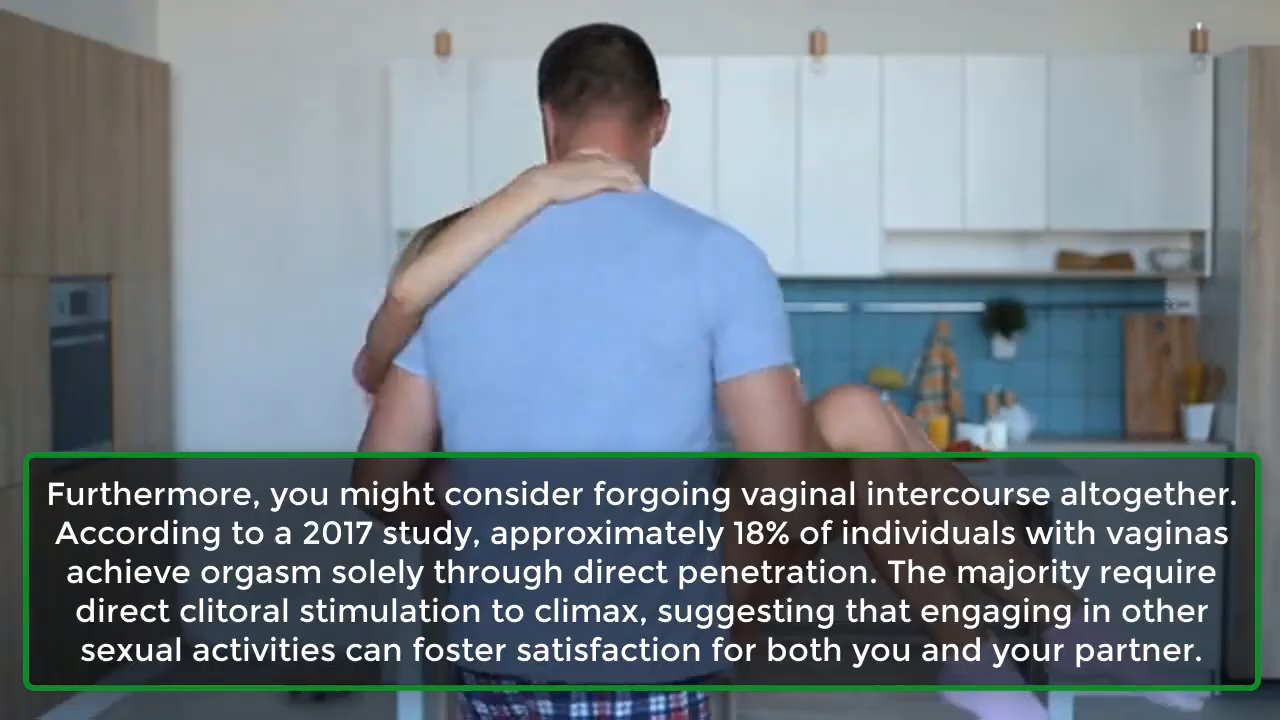 Furthermore, you might consider forgoing vaginal intercourse altogether.
According to a 2017 study, approximately 18% of individuals with vaginas
achieve orgasm solely through direct penetration. The majority require
direct clitoral stimulation to climax, suggesting that engaging in other
sexual activities can foster satisfaction for both you and your partner.